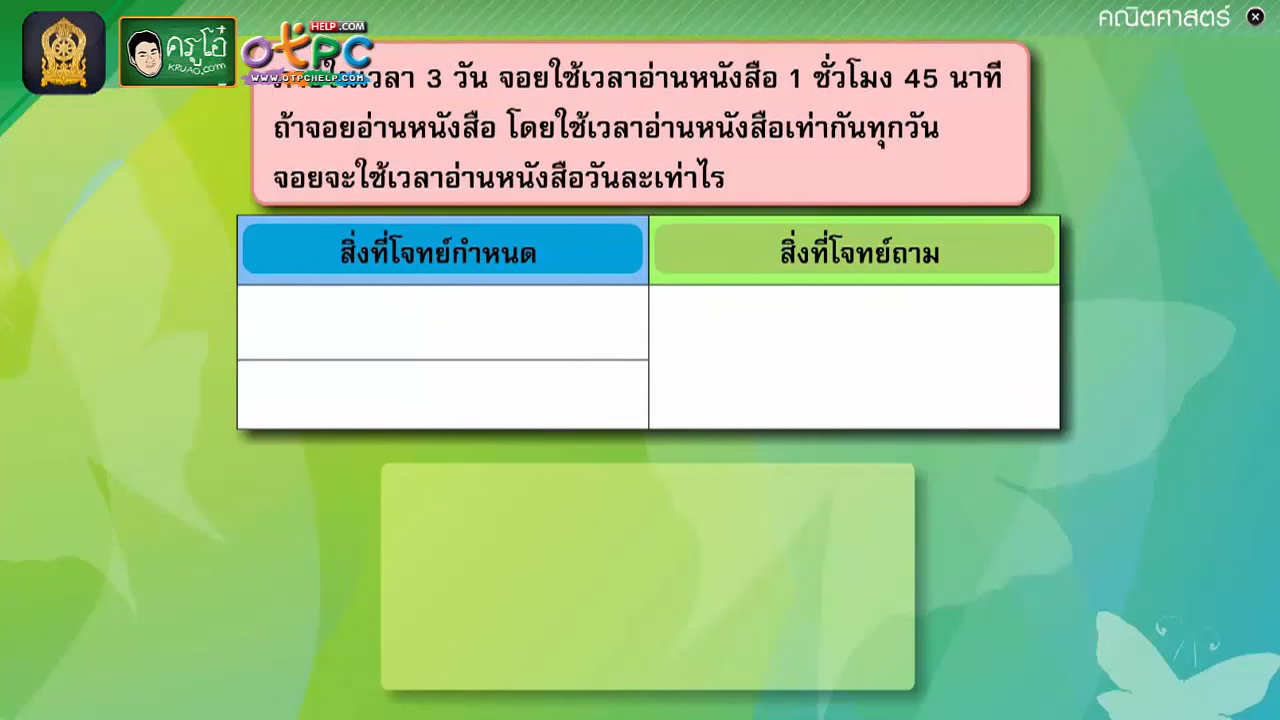 คณิตศาสตร์
ครูโอ๋
KRUAO.COM
HELP.COM
OTPC
WWW.OTPCHELP.COM
3 วัน จอยใช้เวลาอ่านหนังสือ 1 ชั่วโมง 45 นาที
ถ้าจอยอ่านหนังสือ โดยใช้เวลาอ่านหนังสือเท่ากันทุกวัน
จอยจะใช้เวลาอ่านหนังสือวันละเท่าไร
สิ่งที่โจทย์กำหนด
สิ่งที่โจทย์ถาม